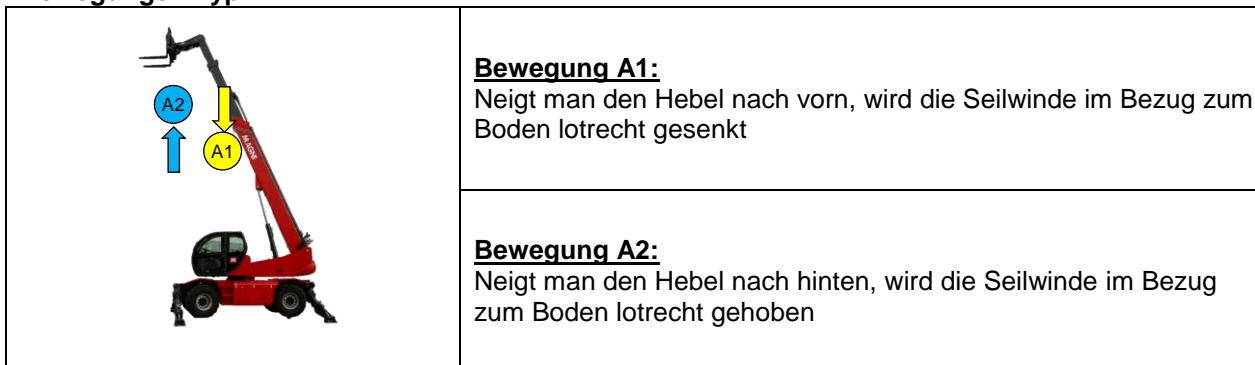 Bewegung A1:
Neigt man den Hebel nach vorn, wird die Seilwinde im Bezug zum
Boden lotrecht gesenkt
A2
A1
MAGNI
Bewegung A2:
Neigt man den Hebel nach hinten, wird die Seilwinde im Bezug
zum Boden lotrecht gehoben